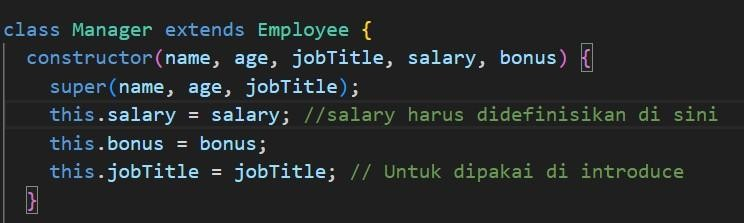 class Manager extends Employee {
constructor(name, age, jobTitle, salary, bonus) {
super(name, age, jobTitle);
this.salary = salary; //salary harus didefinisikan di sini
this.bonus = bonus;
this.jobTitle = jobTitle; // Untuk dipakai di introduce
}